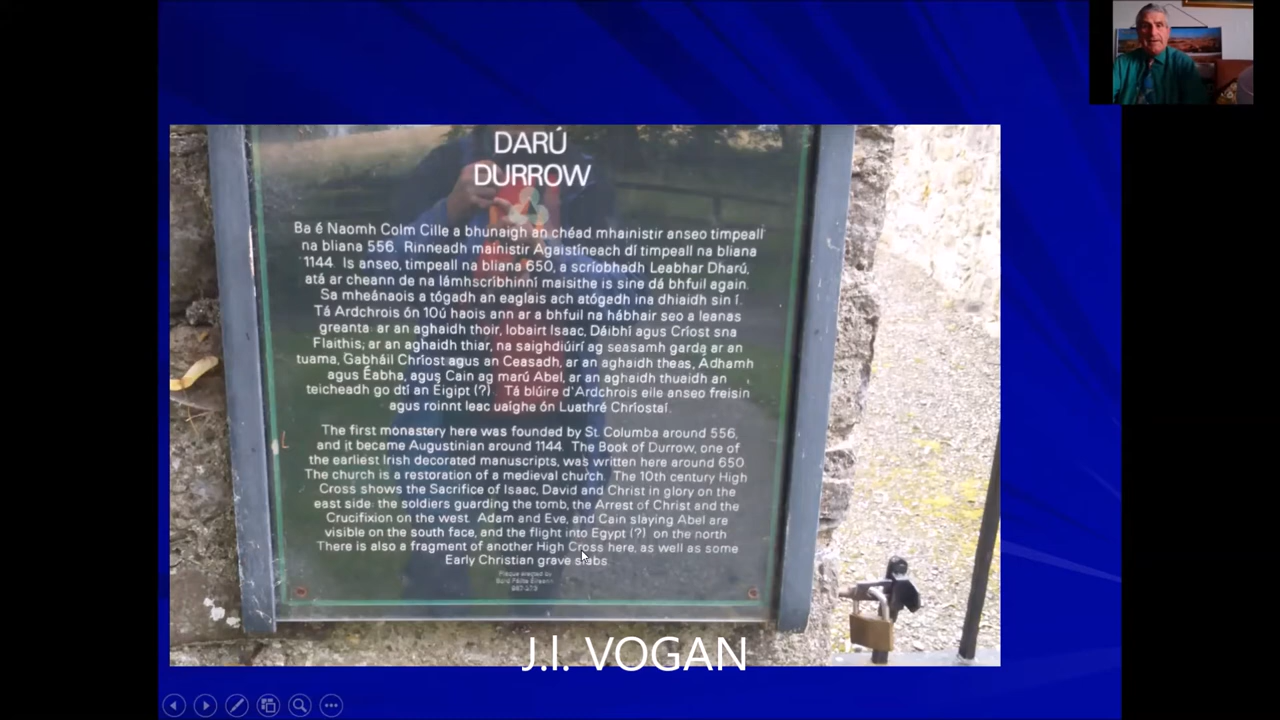 DARÚ
DURROW
Ba é Naomh Colm Cille a bhunaigh an chéad mhainistir anseo timpeall
na bliana 556. Rinneadh mainistir Agaistíneach dí timpeall na bliana
1144. Is anseo, timpeall na bliana 650, a scríobhadh Leabhar Dharú,
atá ar cheann de na lámhscríbhinní maisithe is sine dá bhfuil again.
Sa mheánaois a tógadh an eaglais ach atógadh ina dhiaidh sin í.
Tá Ardchrois ón 10ú haois ann ar a bhfuil na hábhair seo a leanas
greanta: ar an aghaidh thoir, Iobairt Isaac, Dáibhí agus Críost sna
Flaithis; ar an aghaidh thiar, na saighdiúirí ag seasamh garda ar an
tuama, Gabháil Chríost agus an Ceasadh, ar an aghaidh theas, Adhamh
agus Éabha, agus Cain ag marú Abel, ar an aghaidh thuaidh an
teicheadh go dtí an Éigipt (?). Tá blúire d'Ardchrois eile anseo freisin
agus roinnt leac uaighe ón Luathré Chríostaí.
The first monastery here was founded by St. Columba around 556,
and it became Augustinian around 1144. The Book of Durrow, one of
the earliest Irish decorated manuscripts, was written here around 650
The church is a restoration of a medieval church. The 10th century High
Cross shows the Sacrifice of Isaac, David and Christ in glory on the
east side: the soldiers guarding the tomb, the Arrest of Christ and the
Crucifixion on the west. Adam and Eve, and Cain slaying Abel are
visible on the south face, and the flight into Egypt (?) on the north
There is also a fragment of another High Cross here, as well as some
Early Christian grave slabs
Plaque erected by
Bord Fáilte Éireann
J.I. VOGAN